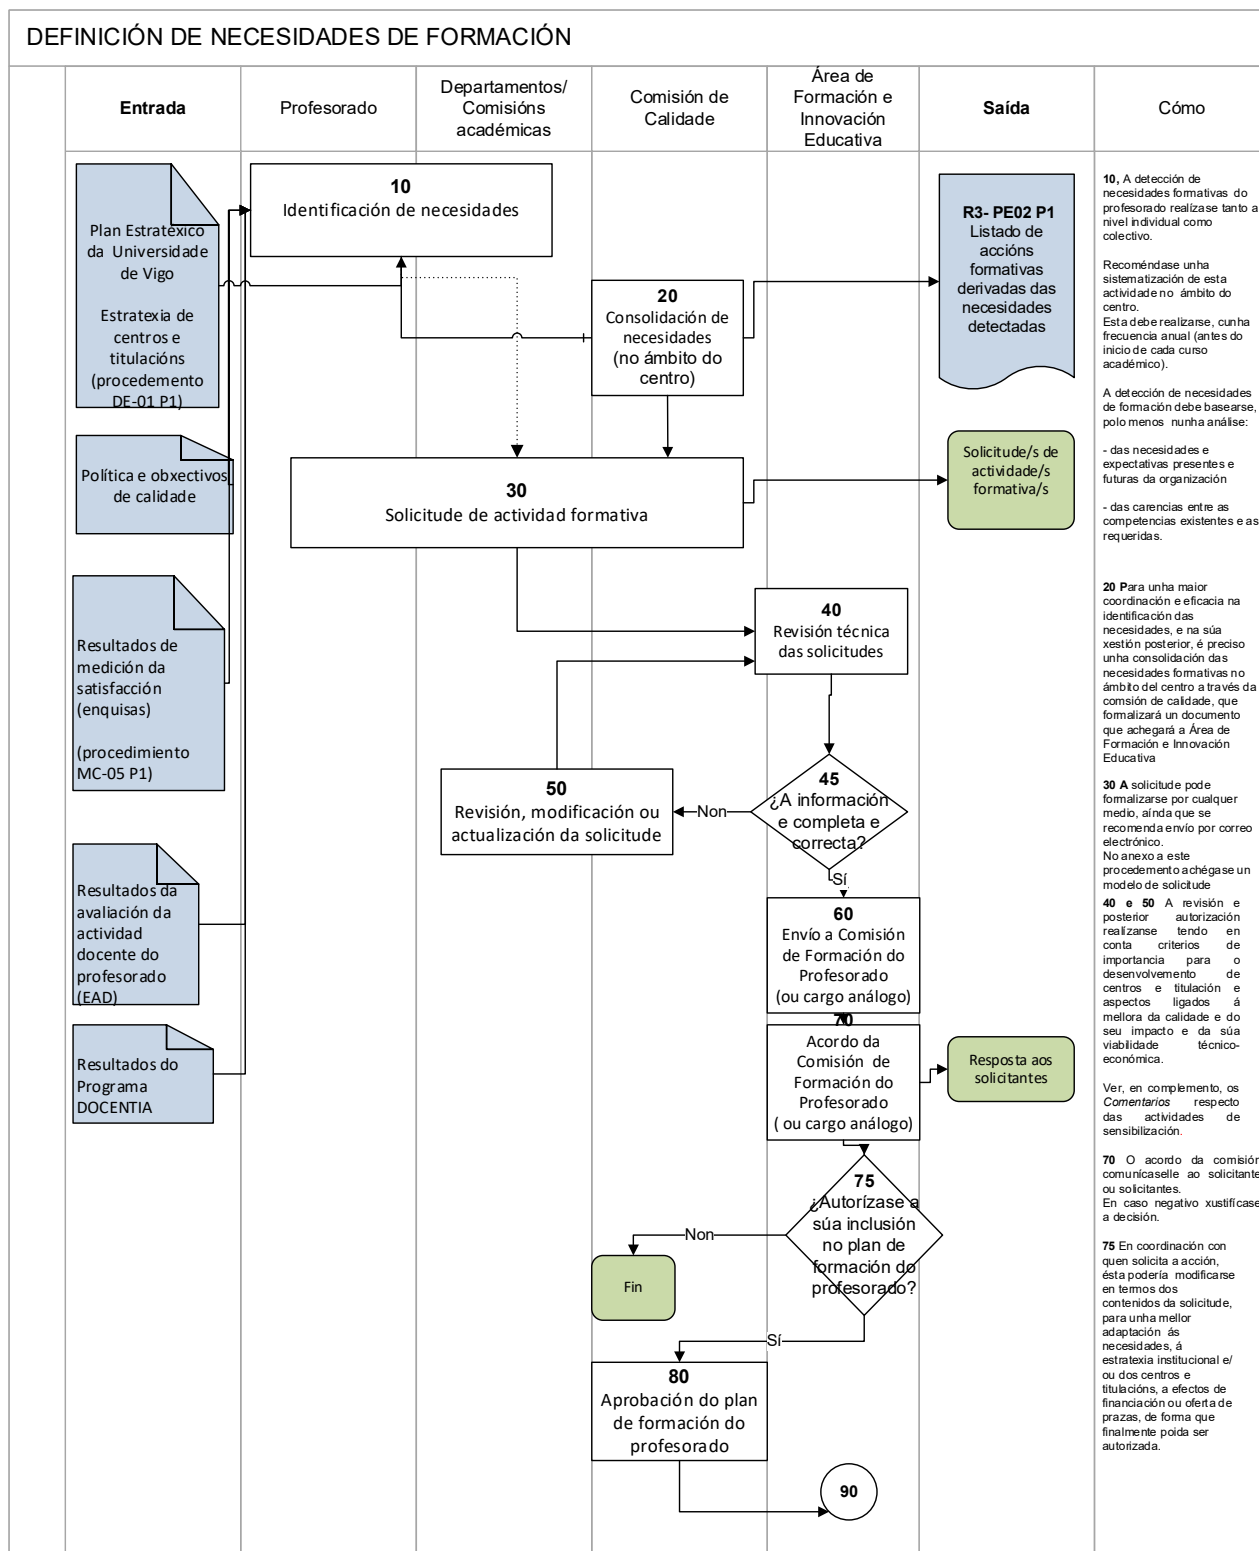 DEFINICIÓN DE NECESIDADES DE FORMACIÓN
Entrada
Profesorado
Departamentos/
Comisións
académicas
Comisión de
Calidade
Área de
Formación e
Innovación
Educativa
Saída
Cómo
Plan Estratéxico
da Universidade
de Vigo
Estratexia de
centros e
titulacións
(procedemento
DE-01 P1)
Política e obxectivos
de calidade
Resultados de
medición da
satisfacción
(enquisas)
(procedimiento
MC-05 P1)
Resultados da
avaliación da
actividad
docente do
profesorado
(EAD)
Resultados do
Programa
DOCENTIA
10
Identificación de necesidades
20
Consolidación de
necesidades
(no ámbito do
centro)
30
Solicitude de actividad formativa
40
Revisión técnica
das solicitudes
45
¿A información
e completa e
correcta?
Non
50
Revisión, modificación ou
actualización da solicitude
Sí
60
Envío a Comisión
de Formación do
Profesorado
(ou cargo análogo)
70
Acordo da
Comisión de
Formación do
Profesorado
( ou cargo análogo)
75
¿Autorízase a
súa inclusión
no plan de
formación do
profesorado?
Non
Fin
Sí
80
Aprobación do plan
de formación do
profesorado
90
R3- PE02 P1
Listado de
accións
formativas
derivadas das
necesidades
detectadas
Solicitude/s de
actividade/s
formativa/s
Resposta aos
solicitantes
10, A detección de
necesidades formativas do
profesorado realízase tanto a
nivel individual como
colectivo.
Recoméndase unha
sistematización de esta
actividade no ámbito do
centro.
Esta debe realizarse, cunha
frecuencia anual (antes do
inicio de cada curso
académico).
A detección de necesidades
de formación debe basearse,
polo menos nunha análise:
- das necesidades e
expectativas presentes e
futuras da organización
- das carencias entre as
competencias existentes e as
requeridas.
20 Para unha maior
coordinación e eficacia na
identificación das
necesidades, e na súa
xestión posterior, é preciso
unha consolidación das
necesidades formativas no
ámbito del centro a través da
comsión de calidade, que
formalizará un documento
que achegará a Área de
Formación e Innovación
Educativa
30 A solicitude pode
formalizarse por cualquer
medio, aínda que se
recomenda envío por correo
electrónico.
No anexo a este
procedemento achégase un
modelo de solicitude
40 e 50 A revisión e
posterior autorización
realízanse tendo en
conta criterios de
importancia para o
desenvolvemento de
centros e titulación e
aspectos ligados á
mellora da calidade e do
seu impacto e da súa
viabilidade técnico-
económica.
Ver, en complemento, os
Comentarios respecto
das actividades de
sensibilización.
70 O acordo da comisión
comunícaselle ao solicitante
ou solicitantes.
En caso negativo xustifícase
a decisión.
75 En coordinación con
quen solicita a acción,
ésta podería modificarse
en termos dos
contenidos da solicitude,
para unha mellor
adaptación ás
necesidades, á
estratexia institucional e/
ou dos centros e
titulacións, a efectos de
financiación ou oferta de
prazas, de forma que
finalmente poida ser
autorizada.